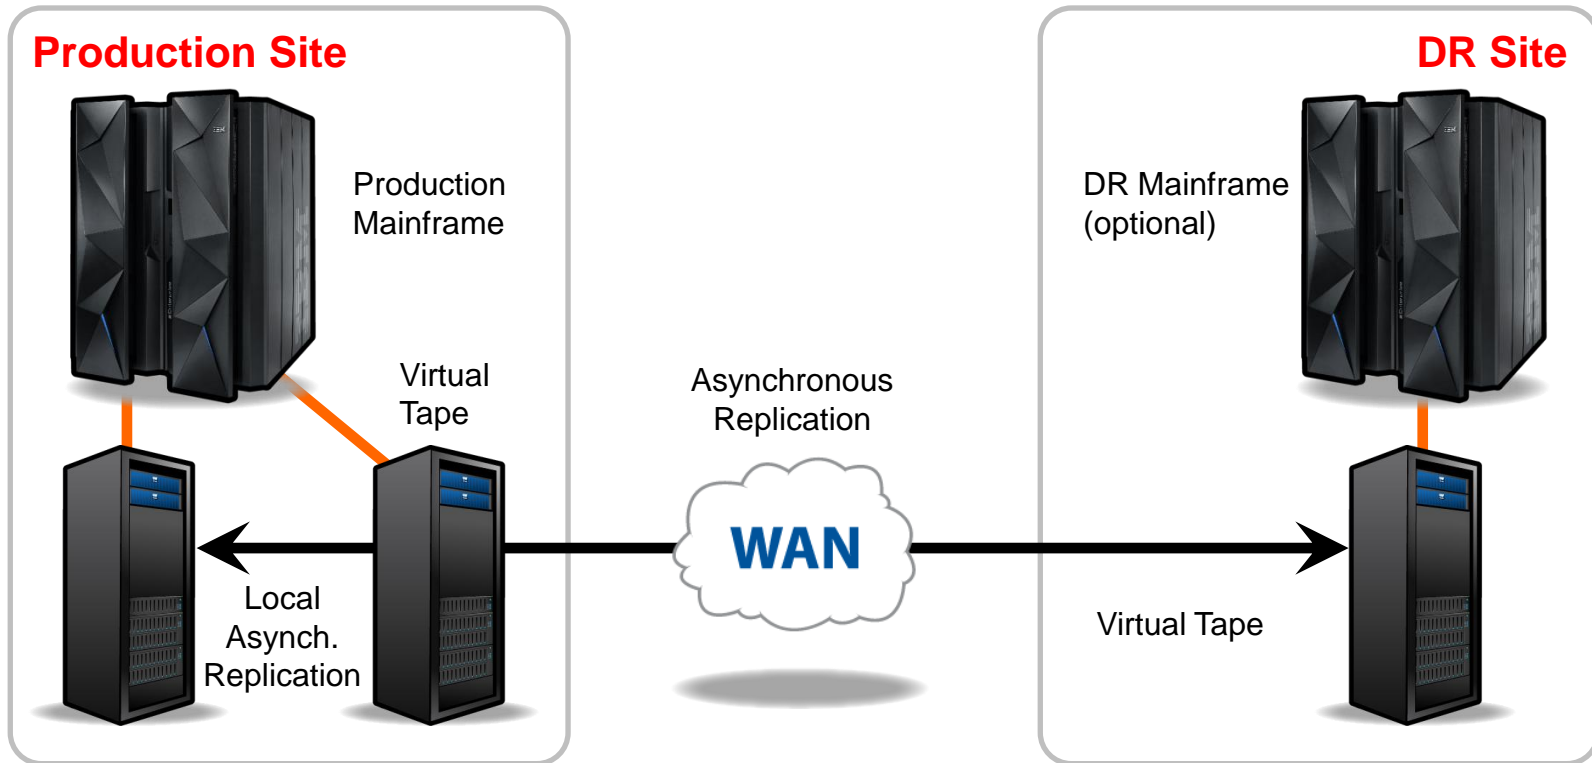 Production Site
DR Site
Production
Mainframe
DR Mainframe
(optional)
Virtual
Tape
Asynchronous
Replication
WAN
Local
Asynch.
Replication
Virtual Tape